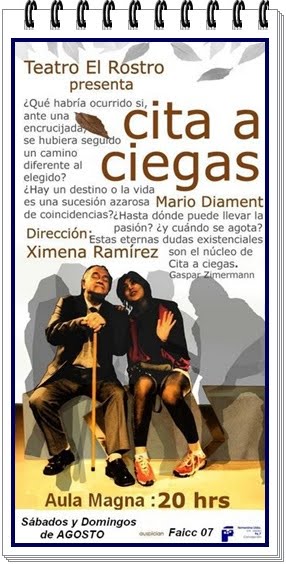 Teatro El Rostro
presenta
¿Qué habría ocurrido si,
ante una
encrucijada,
se hubiera seguido
un camino
diferente al
elegido?
cita a
ciegas
¿Hay un destino o la vida
es una sucesión azarosa
de coincidencias?
Mario Diament
¿Hasta dónde puede llevar la
pasión? ¿y cuándo se agota?
Estas eternas dudas existenciales
son el núcleo de
Cita a ciegas.
Gaspar Zimermann
Dirección:
Ximena Ramírez
Aula Magna :20 hrs
Sábados y Domingos
de AGOSTO
auspician
Faicc 07